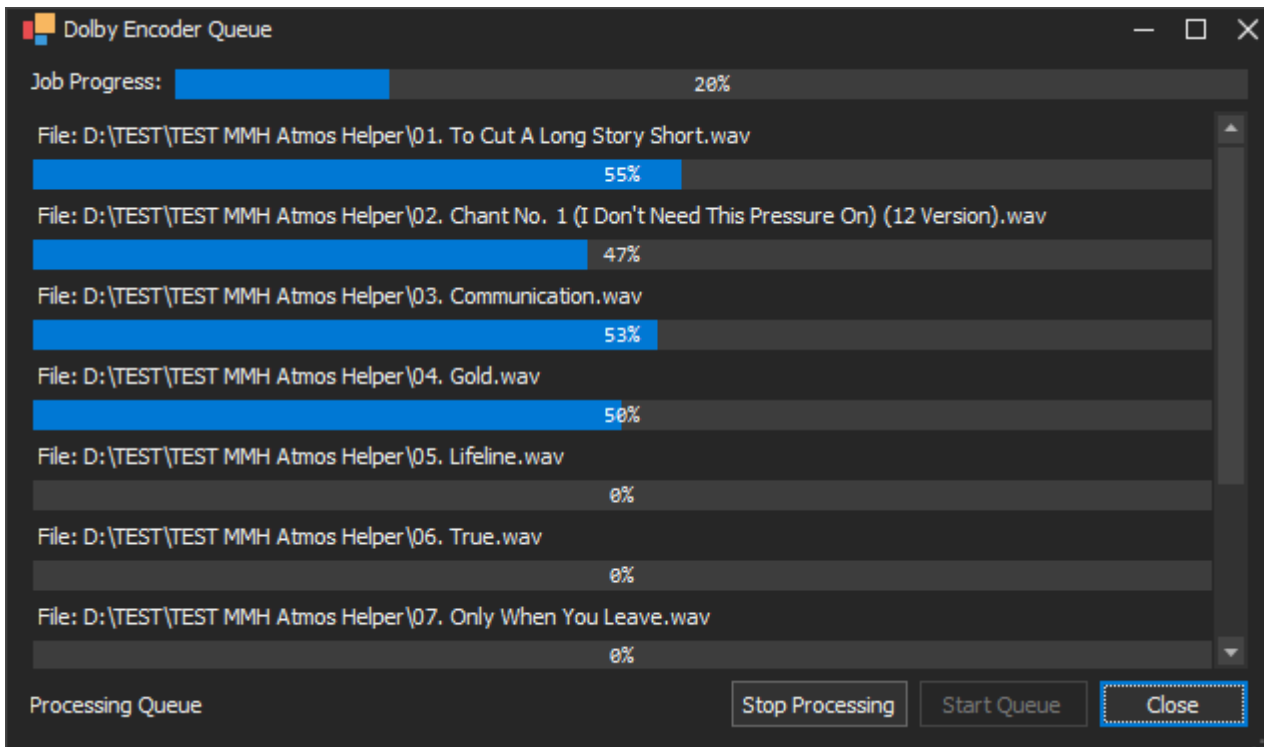 Dolby Encoder Queue
Job Progress: 20%
File: D:\TEST\TEST MMH Atmos Helper\01. To Cut A Long Story Short.wav
55%
File: D:\TEST\TEST MMH Atmos Helper\02. Chant No. 1 (I Don't Need This Pressure On) (12 Version).wav
47%
File: D:\TEST\TEST MMH Atmos Helper\03. Communication.wav
53%
File: D:\TEST\TEST MMH Atmos Helper\04. Gold.wav
50%
File: D:\TEST\TEST MMH Atmos Helper\05. Lifeline.wav
0%
File: D:\TEST\TEST MMH Atmos Helper\06. True.wav
0%
File: D:\TEST\TEST MMH Atmos Helper\07. Only When You Leave.wav
0%
Processing Queue Stop Processing Start Queue Close